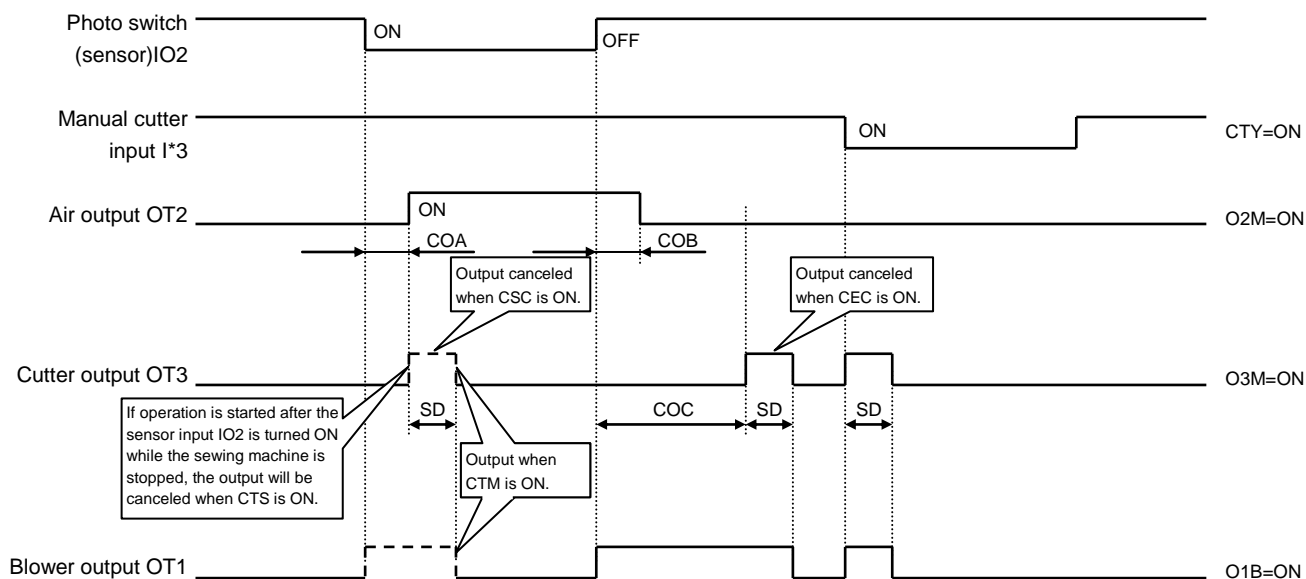 Photo switch
(sensor)IO2
ON
OFF
Manual cutter
input I*3
ON
CTY=ON
Air output OT2
ON
O2M=ON
COA
COB
Output canceled
when CSC is ON.
Output canceled
when CEC is ON.
Cutter output OT3
O3M=ON
If operation is started after the
sensor input IO2 is turned ON
while the sewing machine is
stopped, the output will be
canceled when CTS is ON.
SD
COC
SD
SD
Output when
CTM is ON.
Blower output OT1
O1B=ON